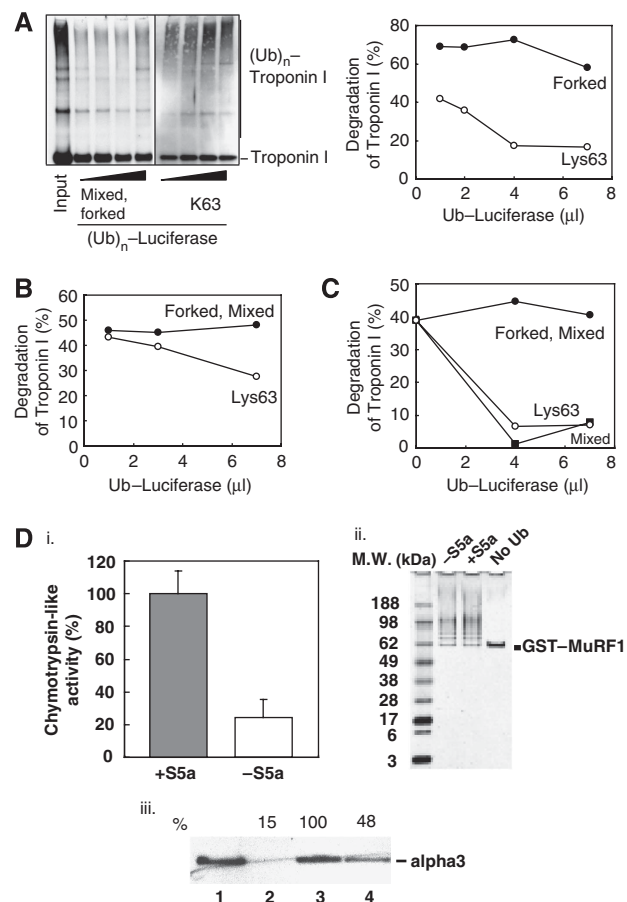 A
(Ub)n–
Troponin I
Troponin I
Input
Mixed,
forked
K63
(Ub)n–Luciferase
Degradation
of Troponin I (%)
80
60
40
20
0
Forked
Lys63
0 2 4 6 8
Ub–Luciferase (µl)
B
Degradation
of Troponin I (%)
60
50
40
30
20
10
0
Forked, Mixed
Lys63
0 2 4 6 8
Ub–Luciferase (µl)
C
Degradation
of Troponin I (%)
50
40
30
20
10
0
Forked, Mixed
Lys63
Mixed
0 2 4 6 8
Ub–Luciferase (µl)
D i.
Chymotrypsin-like
activity (%)
120
100
80
60
40
20
0
+S5a –S5a
ii.
M.W. (kDa) –S5a +S5a No Ub
188
98
62
49
38
28
17
6
3
GST–MuRF1
iii.
% 15 100 48
alpha3
1 2 3 4